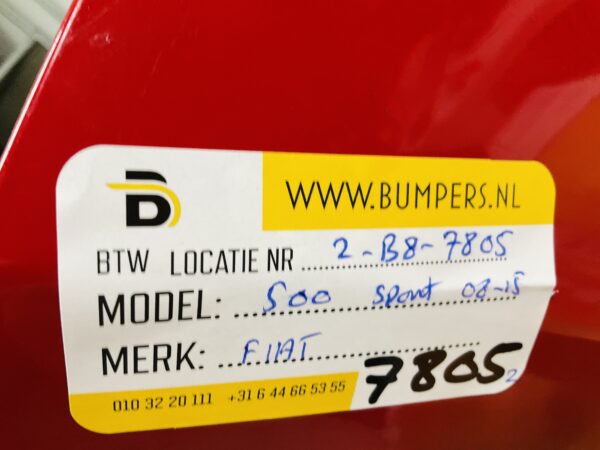 B
WWW.BUMPERS.NL
BTW LOCATIE NR 2-B8-7805
MODEL: 500 sport 08-15
MERK: FIAT
010 32 20 111 +31 6 44 66 53 55
7805 2